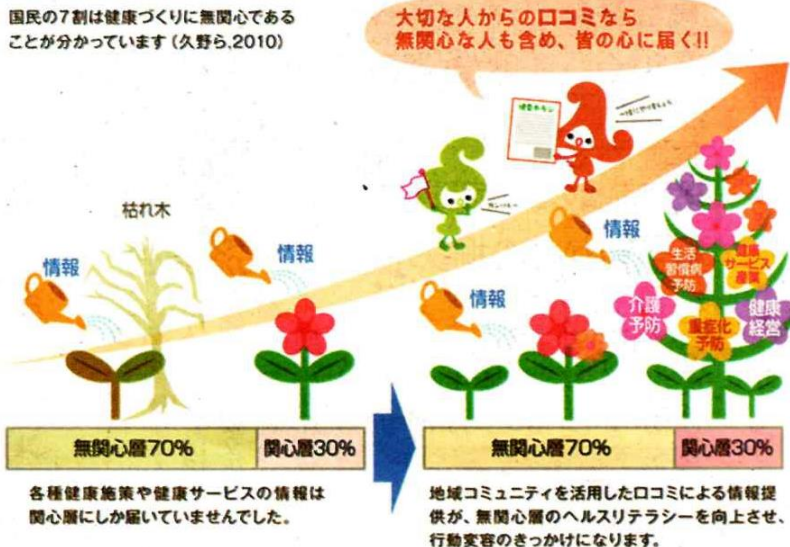 国民の7割は健康づくりに無関心である
ことが分かっています(久野ら,2010)
大切な人からの口コミなら
無関心な人も含め、皆の心に届く!!
枯れ木
情報
情報
情報
情報
生活
習慣病
予防
健康
サービス
産業
介護
予防
重症化
予防
健康
経営
無関心層70%
関心層30%
無関心層70%
関心層30%
各種健康施策や健康サービスの情報は
関心層にしか届いていませんでした。
地域コミュニティを活用した口コミによる情報提
供が、無関心層のヘルスリテラシーを向上させ、
行動変容のきっかけになります。